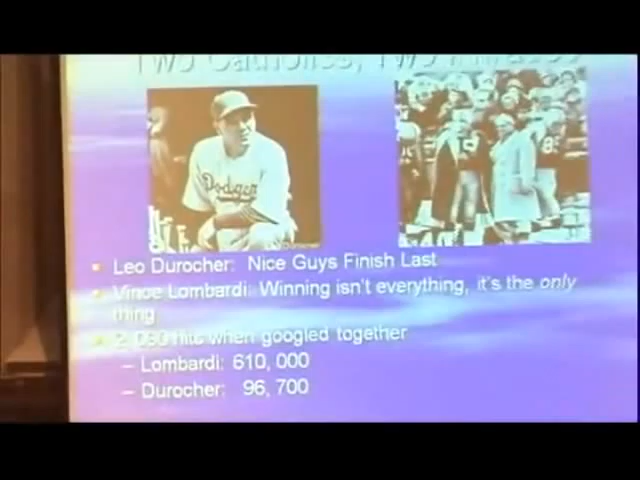 Two Catholics, Two
Dodgers
Durocher
Leo Durocher: Nice Guys Finish Last
Vince Lombardi: Winning isn't everything, it's the only
thing
hits when googled together
– Lombardi: 610, 000
– Durocher: 96, 700